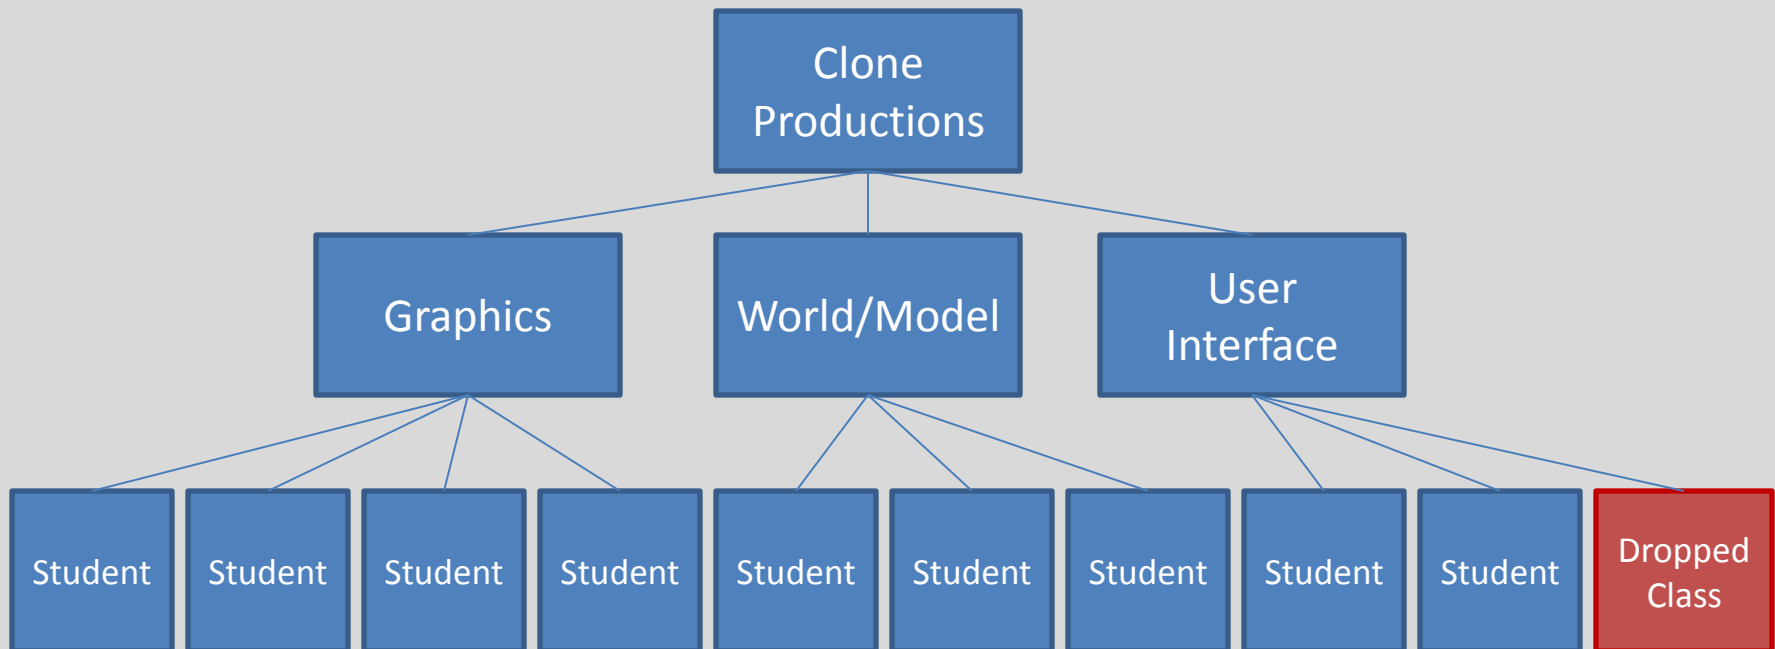 Clone
Productions
Graphics
World/Model
User
Interface
Student
Student
Student
Student
Student
Student
Student
Student
Student
Dropped
Class